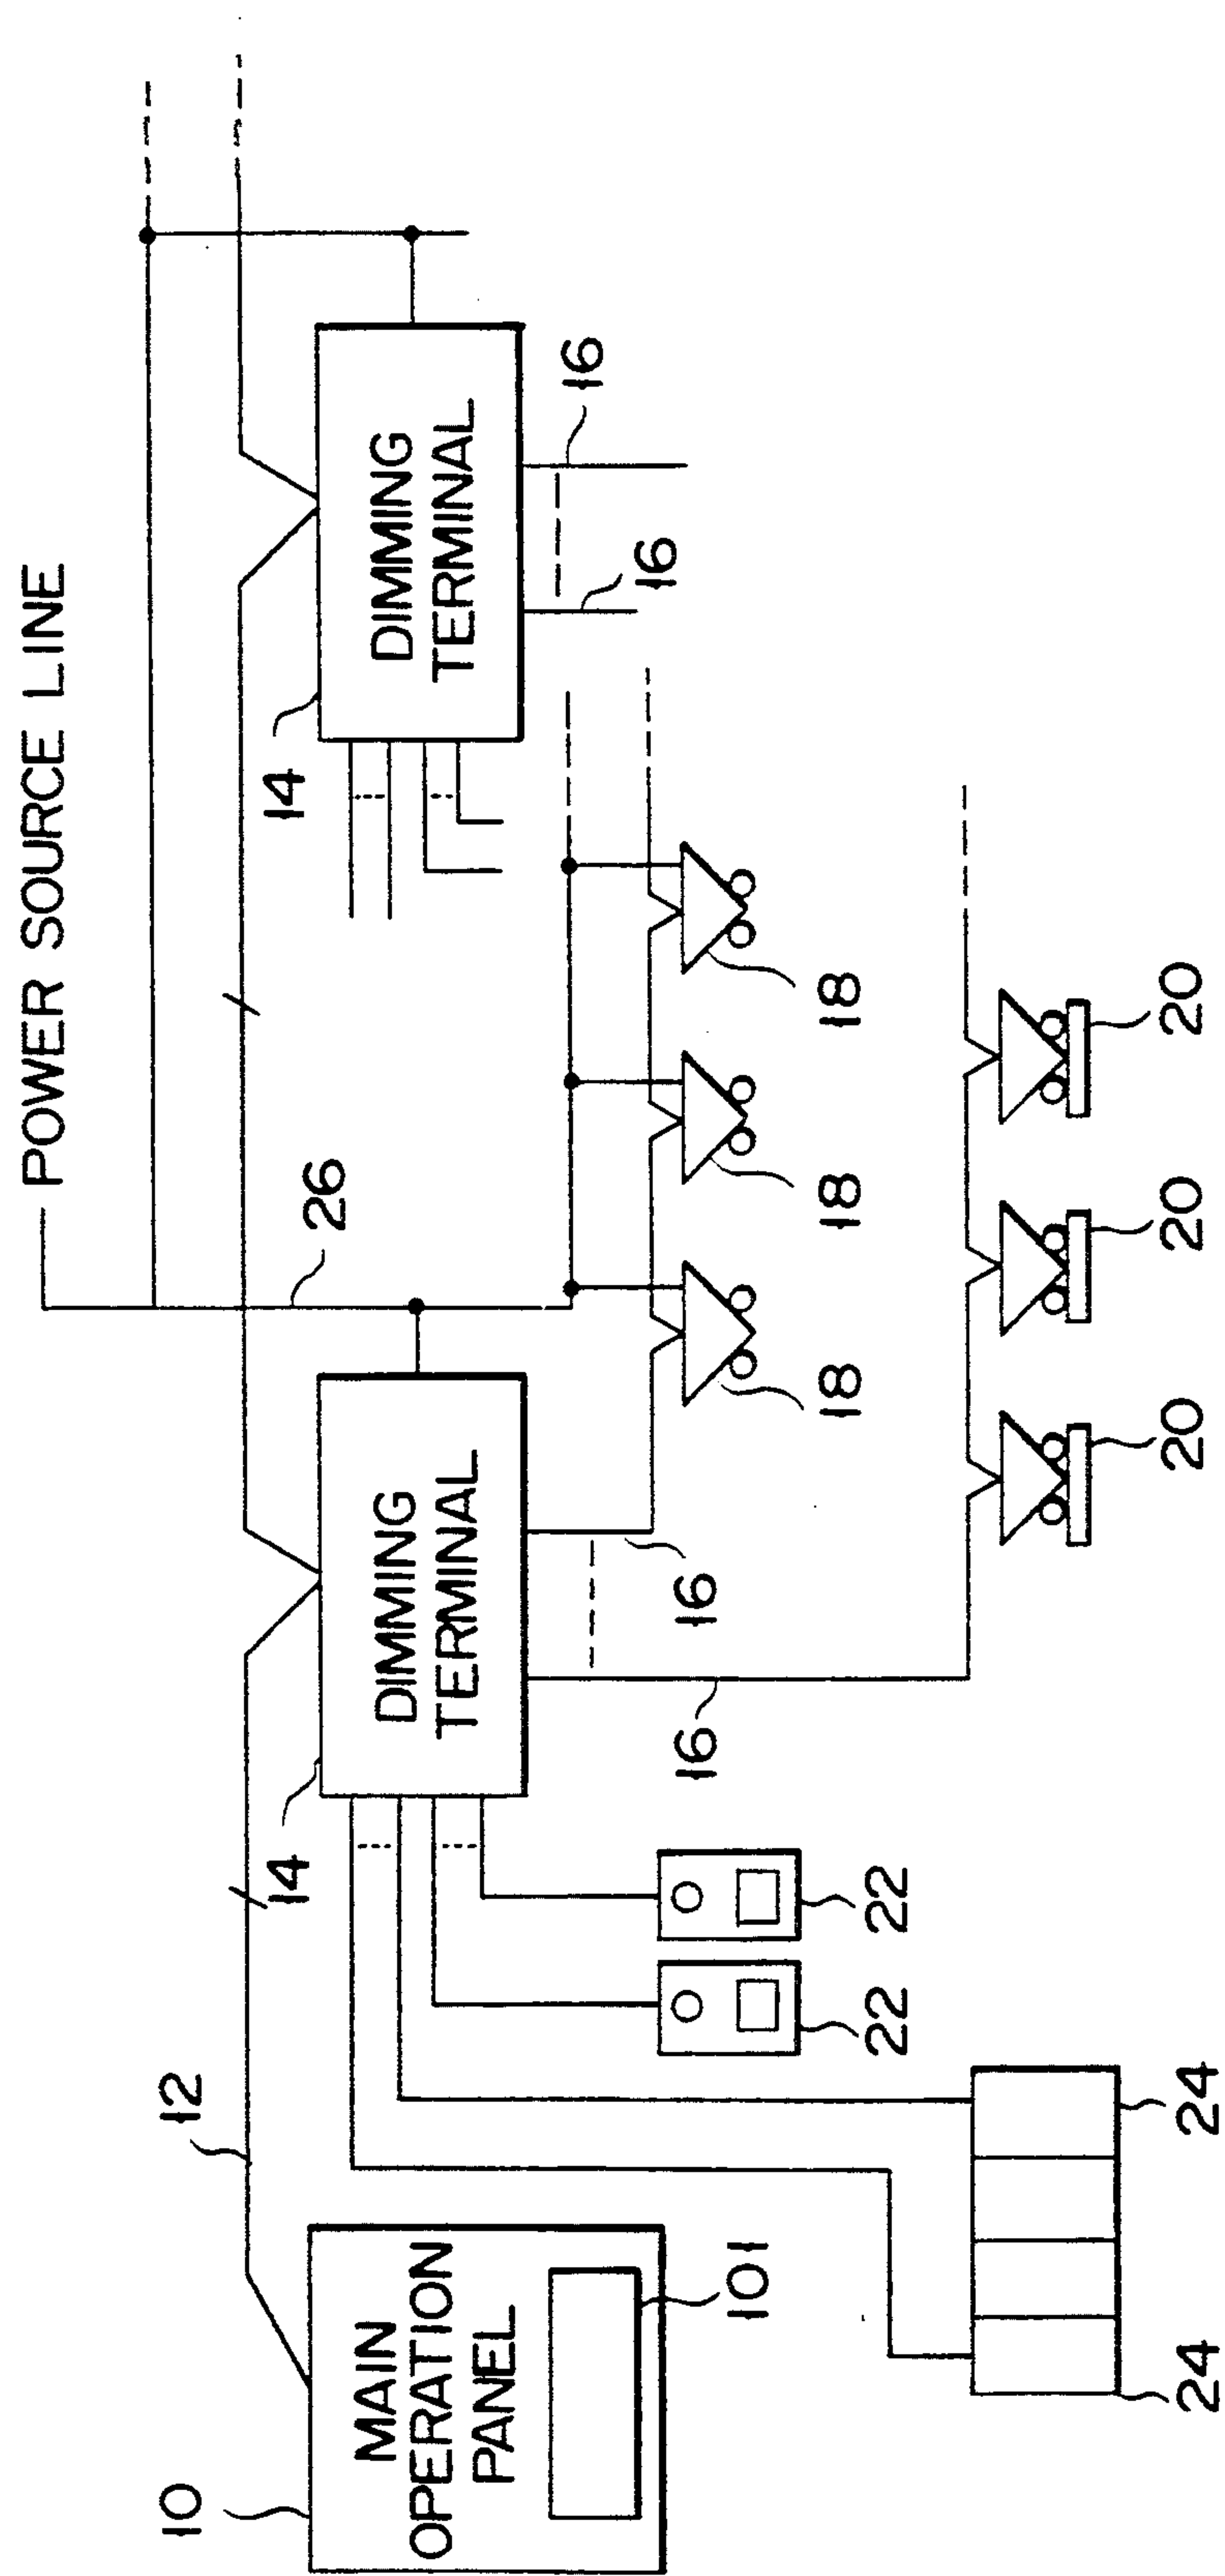 POWER SOURCE LINE
12
26
10
MAIN
OPERATION
PANEL
101
14
DIMMING
TERMINAL
14
DIMMING
TERMINAL
16
16
16
16
18
18
18
22
22
20
20
20
24
24